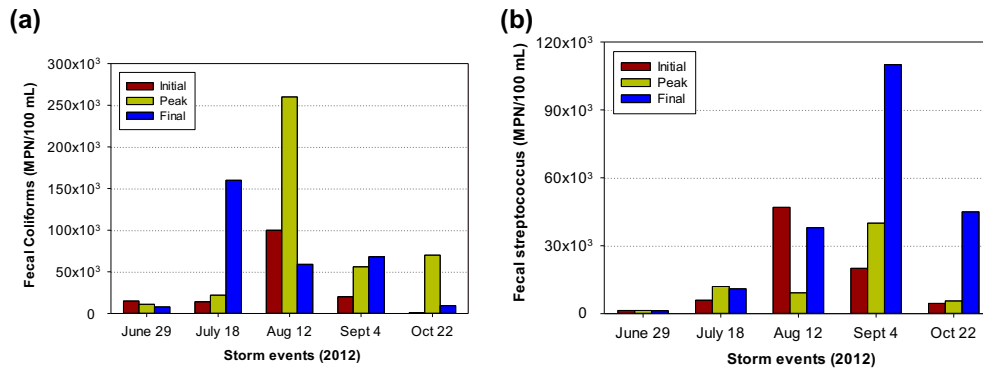 (a)
Fecal Coliforms (MPN/100 mL)
300x10³
250x10³
200x10³
150x10³
100x10³
50x10³
0
Initial
Peak
Final
June 29 July 18 Aug 12 Sept 4 Oct 22
Storm events (2012)
(b)
Fecal streptococcus (MPN/100 mL)
120x10³
90x10³
60x10³
30x10³
0
Initial
Peak
Final
June 29 July 18 Aug 12 Sept 4 Oct 22
Storm events (2012)